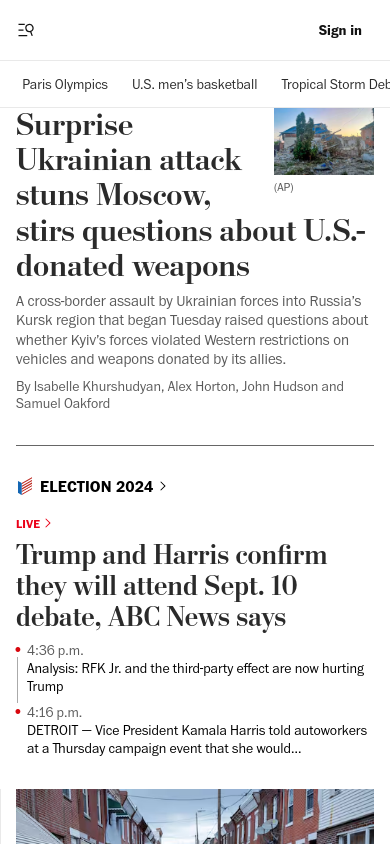 Sign in
Paris Olympics U.S. men's basketball Tropical Storm Deb
Surprise
Ukrainian attack
stuns Moscow,
stirs questions about U.S.-
donated weapons
(AP)
A cross-border assault by Ukrainian forces into Russia's
Kursk region that began Tuesday raised questions about
whether Kyiv's forces violated Western restrictions on
vehicles and weapons donated by its allies.
By Isabelle Khurshudyan, Alex Horton, John Hudson and
Samuel Oakford
ELECTION 2024
LIVE
Trump and Harris confirm
they will attend Sept. 10
debate, ABC News says
4:36 p.m.
Analysis: RFK Jr. and the third-party effect are now hurting
Trump
4:16 p.m.
DETROIT — Vice President Kamala Harris told autoworkers
at a Thursday campaign event that she would...